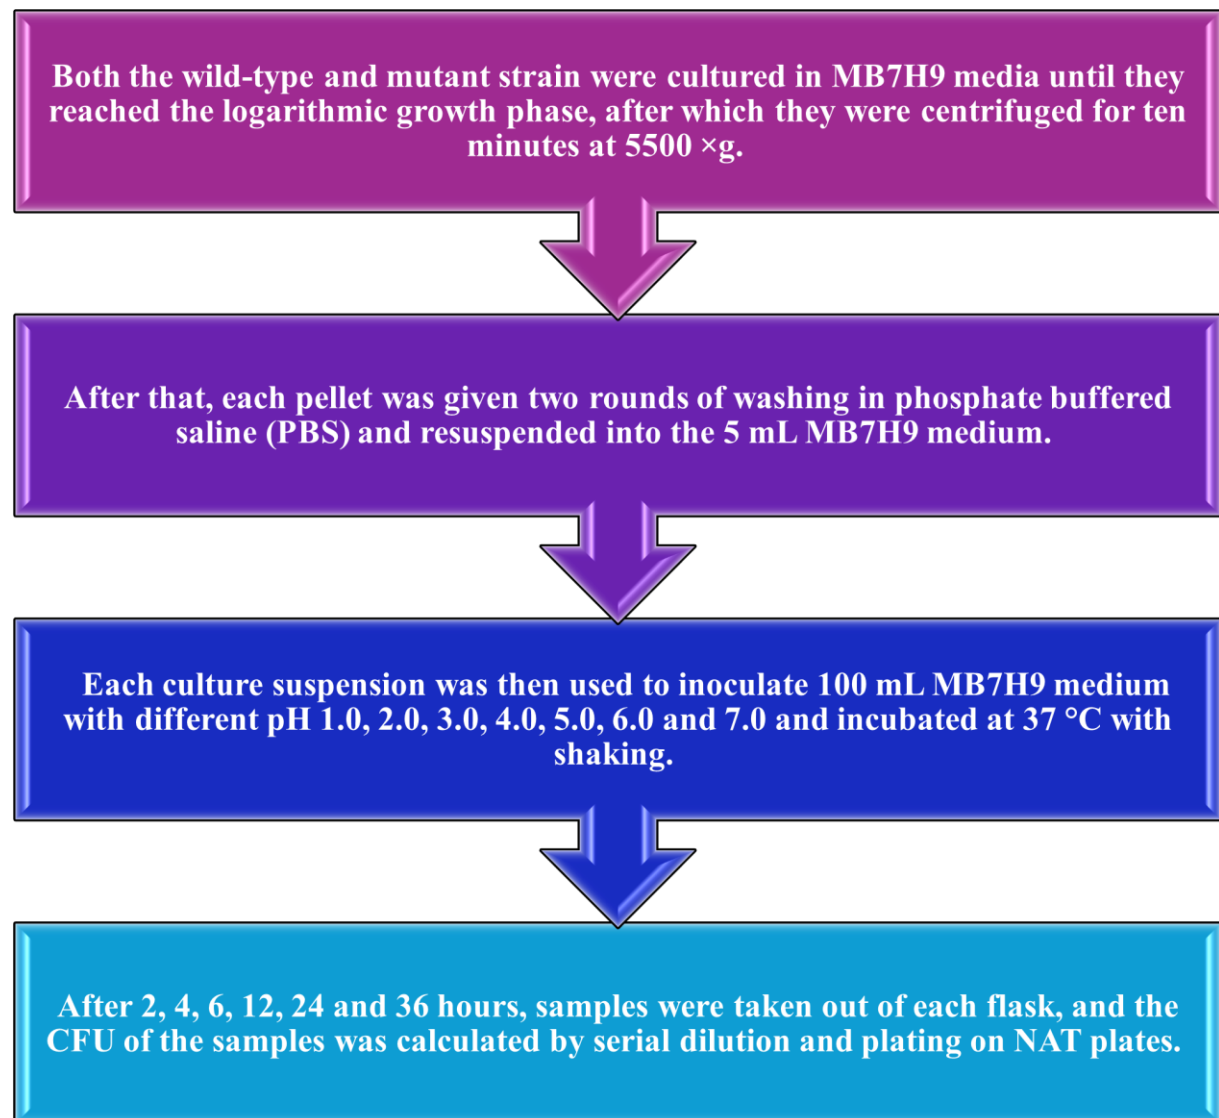 Both the wild-type and mutant strain were cultured in MB7H9 media until they
reached the logarithmic growth phase, after which they were centrifuged for ten
minutes at 5500 ×g.
After that, each pellet was given two rounds of washing in phosphate buffered
saline (PBS) and resuspended into the 5 mL MB7H9 medium.
Each culture suspension was then used to inoculate 100 mL MB7H9 medium
with different pH 1.0, 2.0, 3.0, 4.0, 5.0, 6.0 and 7.0 and incubated at 37 °C with
shaking.
After 2, 4, 6, 12, 24 and 36 hours, samples were taken out of each flask, and the
CFU of the samples was calculated by serial dilution and plating on NAT plates.